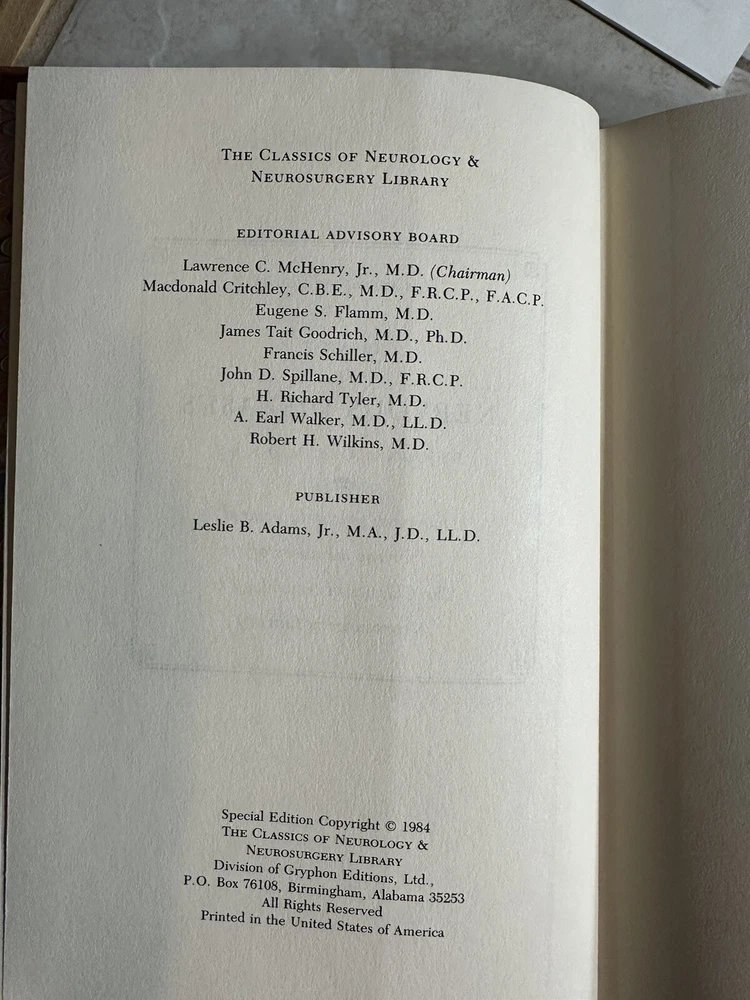 The Classics of Neurology &
Neurosurgery Library
EDITORIAL ADVISORY BOARD
Lawrence C. McHenry, Jr., M.D. (Chairman)
Macdonald Critchley, C.B.E., M.D., F.R.C.P., F.A.C.P.
Eugene S. Flamm, M.D.
James Tait Goodrich, M.D., Ph.D.
Francis Schiller, M.D.
John D. Spillane, M.D., F.R.C.P.
H. Richard Tyler, M.D.
A. Earl Walker, M.D., LL.D.
Robert H. Wilkins, M.D.
PUBLISHER
Leslie B. Adams, Jr., M.A., J.D., LL.D.
Special Edition Copyright © 1984
The Classics of Neurology &
Neurosurgery Library
Division of Gryphon Editions, Ltd.,
P.O. Box 76108, Birmingham, Alabama 35253
All Rights Reserved
Printed in the United States of America